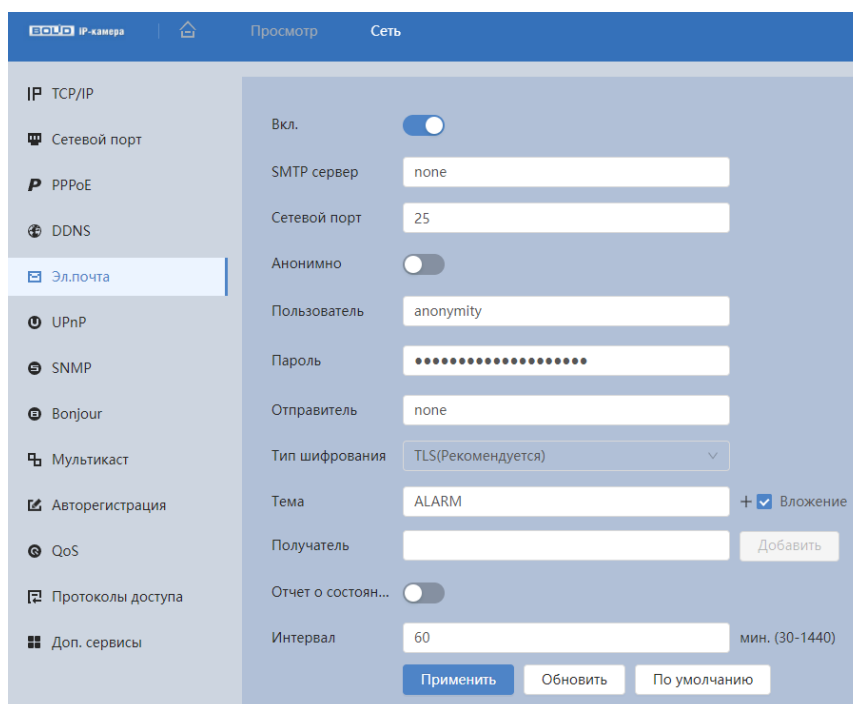 BOLID IP-камера
Просмотр
Сеть
TCP/IP
Сетевой порт
PPPoE
DDNS
Эл.почта
UPnP
SNMP
Bonjour
Мультикаст
Авторегистрация
QoS
Протоколы доступа
Доп. сервисы
Вкл.
SMTP сервер none
Сетевой порт 25
Анонимно
Пользователь anonymity
Пароль ••••••••••••••••••••
Отправитель none
Тип шифрования TLS(Рекомендуется)
Тема ALARM + Вложение
Получатель Добавить
Отчет о состоян...
Интервал 60 мин. (30-1440)
Применить Обновить По умолчанию